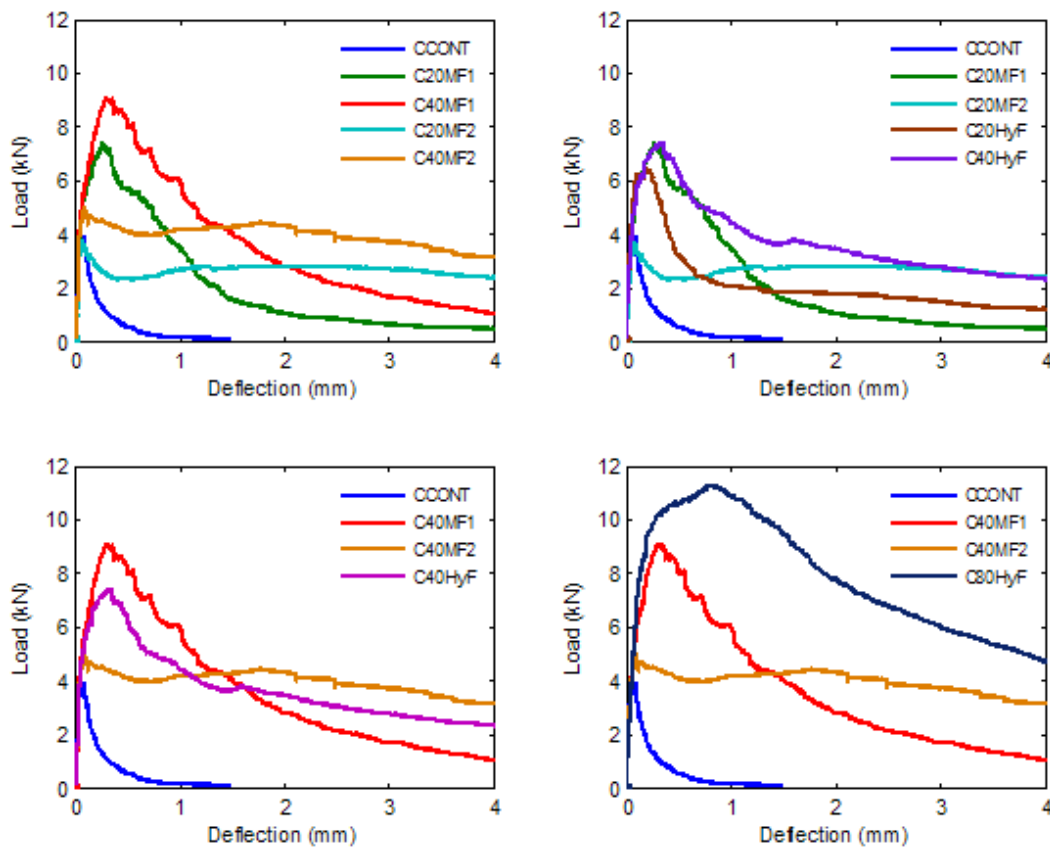 12
10
8
6
4
2
0
Load (kN)
0 1 2 3 4
Deflection (mm)
CCONT
C20MF1
C40MF1
C20MF2
C40MF2
12
10
8
6
4
2
0
Load (kN)
0 1 2 3 4
Deflection (mm)
CCONT
C20MF1
C20MF2
C20HyF
C40HyF
12
10
8
6
4
2
0
Load (kN)
0 1 2 3 4
Deflection (mm)
CCONT
C40MF1
C40MF2
C40HyF
12
10
8
6
4
2
0
Load (kN)
0 1 2 3 4
Deflection (mm)
CCONT
C40MF1
C40MF2
C80HyF